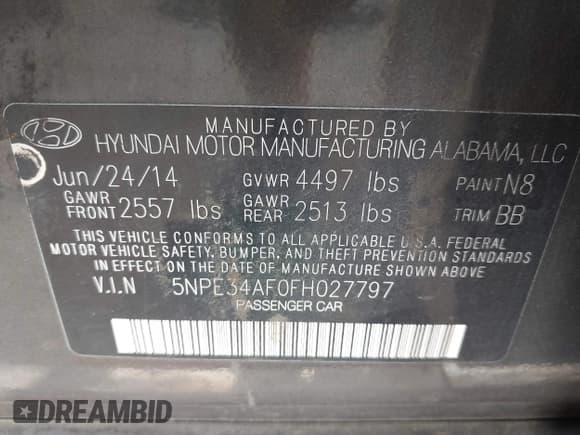 MANUFACTURED BY
HYUNDAI MOTOR MANUFACTURING ALABAMA, LLC
Jun/24/14 GVWR 4497 lbs PAINT N8
GAWR FRONT 2557 lbs GAWR REAR 2513 lbs TRIM BB
THIS VEHICLE CONFORMS TO ALL APPLICABLE U.S.A. FEDERAL
MOTOR VEHICLE SAFETY, BUMPER, AND THEFT PREVENTION STANDARDS
IN EFFECT ON THE DATE OF MANUFACTURE SHOWN ABOVE
V.I.N 5NPE34AF0FH027797
PASSENGER CAR
DREAMBID